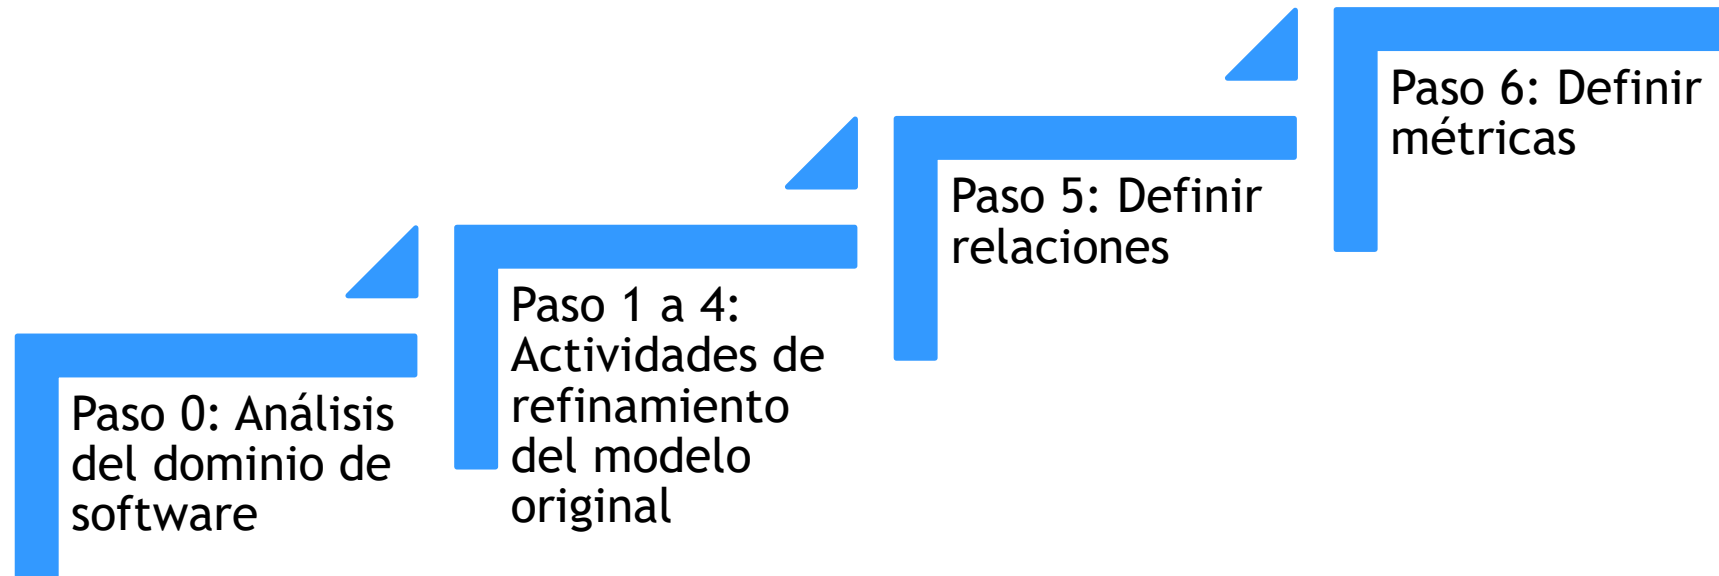 Paso 0: Análisis
del dominio de
software
Paso 1 a 4:
Actividades de
refinamiento
del modelo
original
Paso 5: Definir
relaciones
Paso 6: Definir
métricas